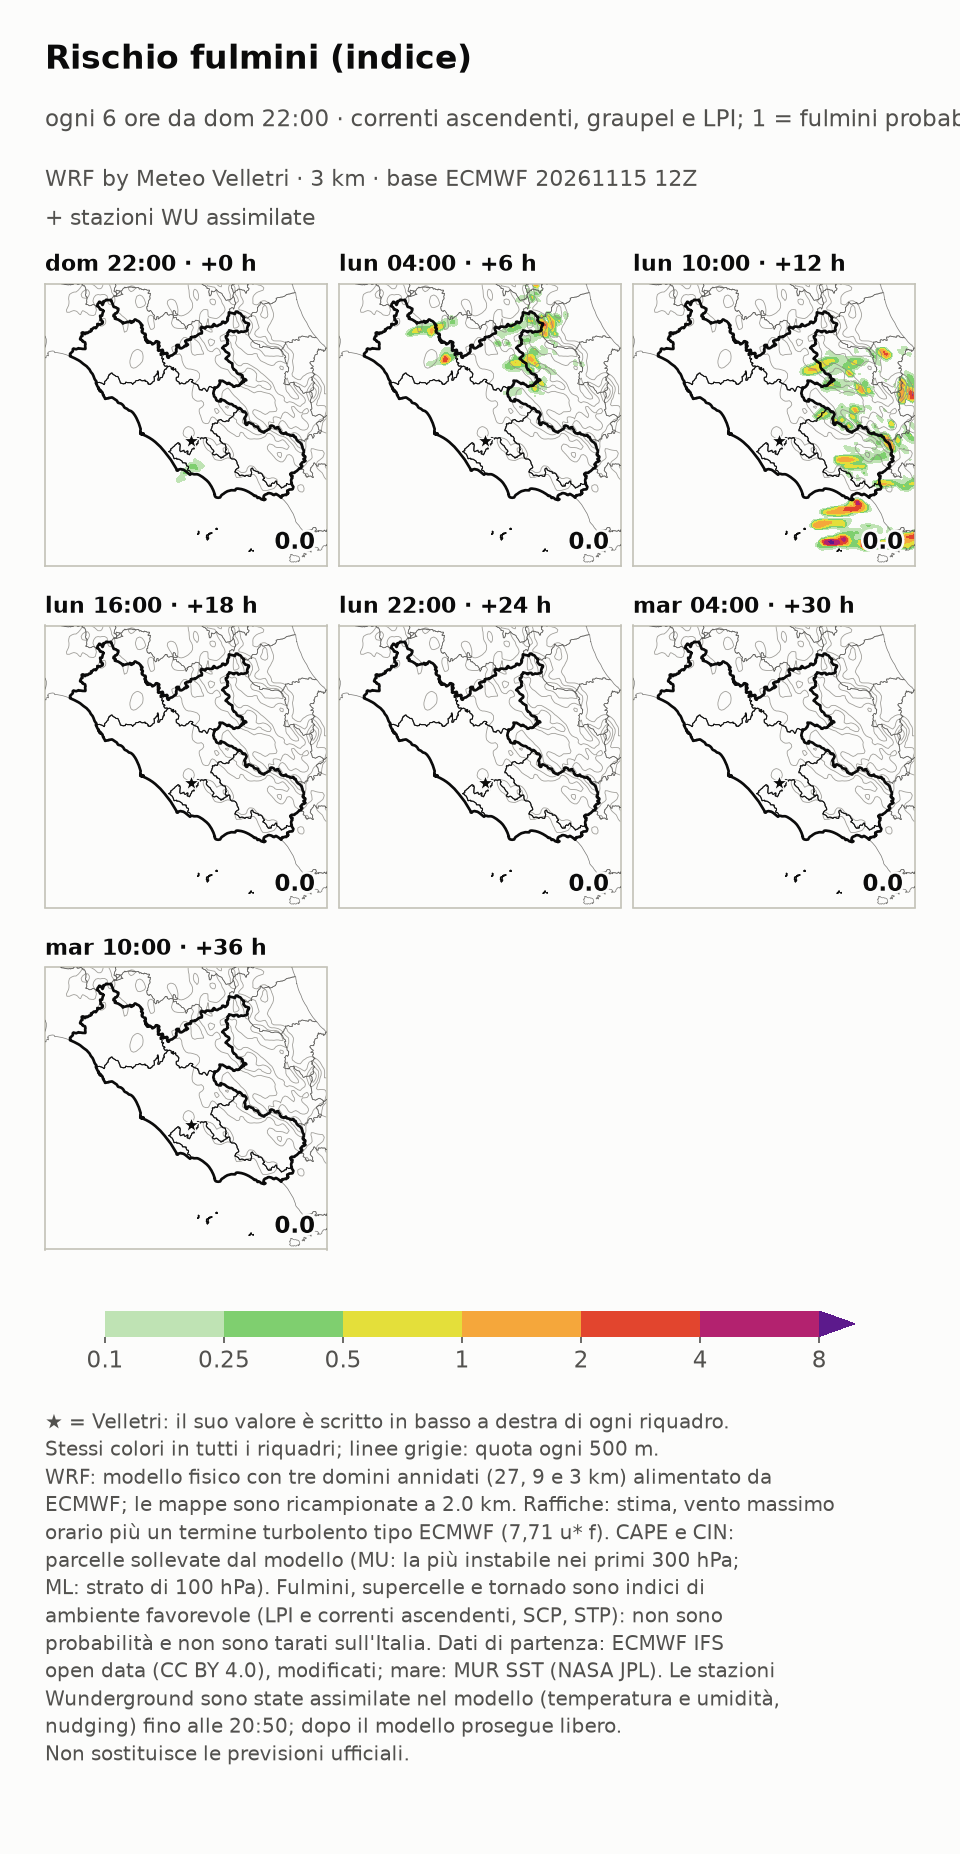 Rischio fulmini (indice)
ogni 6 ore da dom 22:00 · correnti ascendenti, graupel e LPI; 1 = fulmini probab
WRF by Meteo Velletri · 3 km · base ECMWF 20261115 12Z
+ stazioni WU assimilate
dom 22:00 · +0 h
lun 04:00 · +6 h
lun 10:00 · +12 h
0.0
0.0
0.0
lun 16:00 · +18 h
lun 22:00 · +24 h
mar 04:00 · +30 h
0.0
0.0
0.0
mar 10:00 · +36 h
0.0
0.1 0.25 0.5 1 2 4 8
★ = Velletri: il suo valore è scritto in basso a destra di ogni riquadro.
Stessi colori in tutti i riquadri; linee grigie: quota ogni 500 m.
WRF: modello fisico con tre domini annidati (27, 9 e 3 km) alimentato da
ECMWF; le mappe sono ricampionate a 2.0 km. Raffiche: stima, vento massimo
orario più un termine turbolento tipo ECMWF (7,71 u* f). CAPE e CIN:
parcelle sollevate dal modello (MU: la più instabile nei primi 300 hPa;
ML: strato di 100 hPa). Fulmini, supercelle e tornado sono indici di
ambiente favorevole (LPI e correnti ascendenti, SCP, STP): non sono
probabilità e non sono tarati sull'Italia. Dati di partenza: ECMWF IFS
open data (CC BY 4.0), modificati; mare: MUR SST (NASA JPL). Le stazioni
Wunderground sono state assimilate nel modello (temperatura e umidità,
nudging) fino alle 20:50; dopo il modello prosegue libero.
Non sostituisce le previsioni ufficiali.